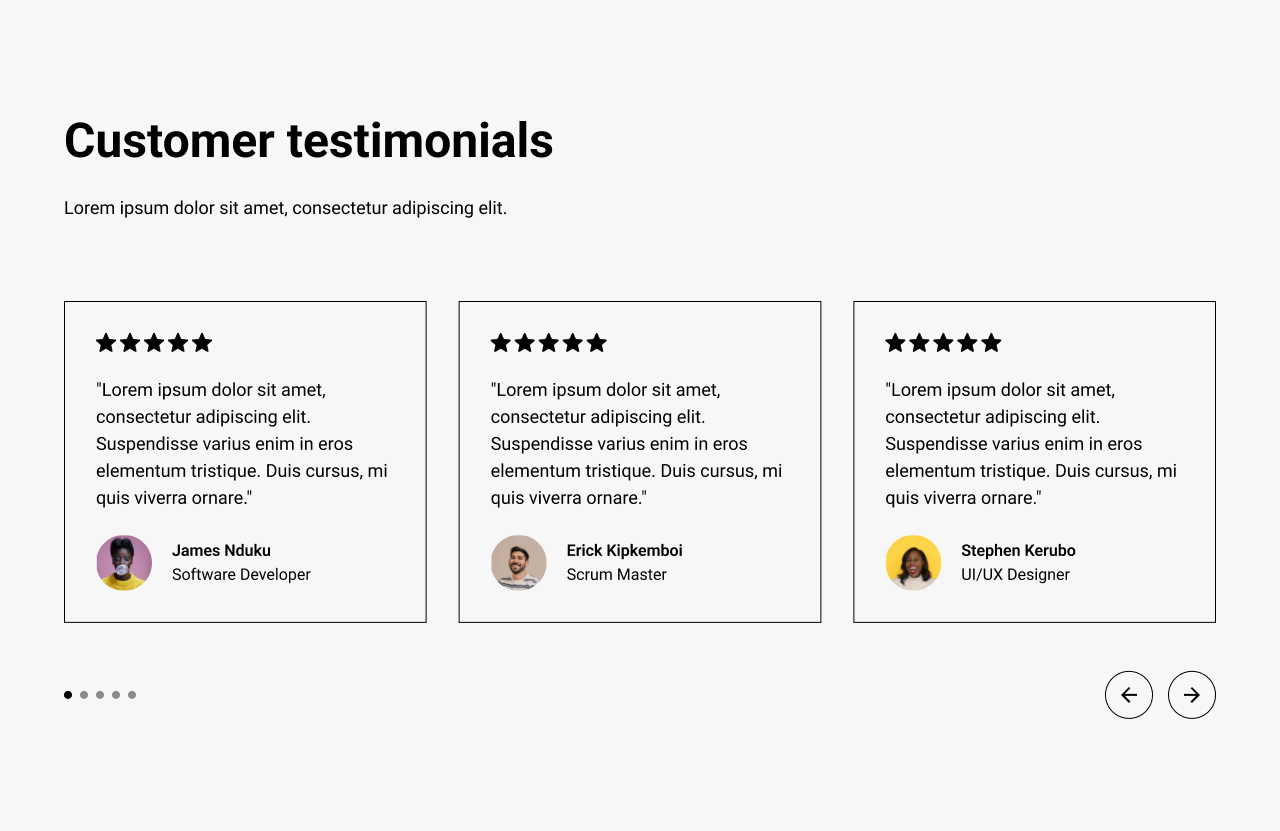 Customer testimonials
Lorem ipsum dolor sit amet, consectetur adipiscing elit.
"Lorem ipsum dolor sit amet,
consectetur adipiscing elit.
Suspendisse varius enim in eros
elementum tristique. Duis cursus, mi
quis viverra ornare."
James Nduku
Software Developer
"Lorem ipsum dolor sit amet,
consectetur adipiscing elit.
Suspendisse varius enim in eros
elementum tristique. Duis cursus, mi
quis viverra ornare."
Erick Kipkemboi
Scrum Master
"Lorem ipsum dolor sit amet,
consectetur adipiscing elit.
Suspendisse varius enim in eros
elementum tristique. Duis cursus, mi
quis viverra ornare."
Stephen Kerubo
UI/UX Designer